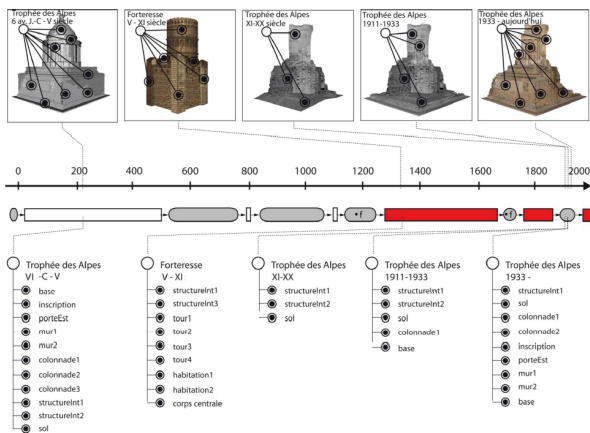 Trophée des Alpes
6 av. J.-C - V siècle
Forteresse
V - XI siècle
Trophée des Alpes
XI-XX siècle
Trophée des Alpes
1911-1933
Trophée des Alpes
1933 - aujourd'hui
0 200 400 600 800 1000 1200 1400 1600 1800 2000
f
f
Trophée des Alpes
VI -C - V
base
inscription
porteEst
mur1
mur2
colonnade1
colonnade2
colonnade3
structureInt1
structureInt2
sol
Forteresse
V - XI
structureInt1
structureInt3
tour1
tour2
tour3
tour4
habitation1
habitation2
corps centrale
Trophée des Alpes
XI-XX
structureInt1
structureInt2
sol
Trophée des Alpes
1911-1933
structureInt1
structureInt2
sol
colonnade1
base
Trophée des Alpes
1933 -
structureInt1
sol
colonnade1
colonnade2
inscription
porteEst
mur1
mur2
base